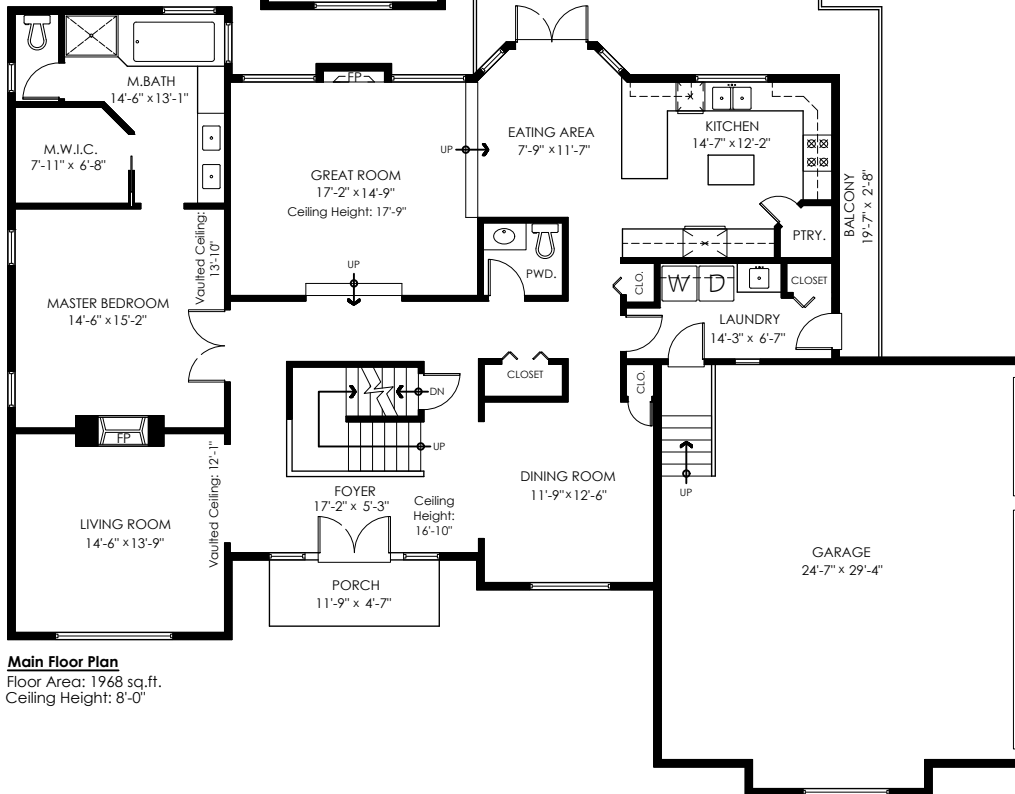 FP
M.BATH
14'-6" x 13'-1"
M.W.I.C.
7'-11" x 6'-8"
EATING AREA
7'-9" x 11'-7"
KITCHEN
14'-7" x 12'-2"
UP
GREAT ROOM
17'-2" x 14'-9"
Ceiling Height: 17'-9"
BALCONY
19'-7" x 2'-8"
PTRY.
Vaulted Ceiling:
13'-10"
UP
PWD.
CLO.
W D
CLOSET
MASTER BEDROOM
14'-6" x 15'-2"
LAUNDRY
14'-3" x 6'-7"
CLOSET
CLO.
DN
UP
FP
Vaulted Ceiling: 12'-1"
DINING ROOM
11'-9" x 12'-6"
UP
FOYER
17'-2" x 5'-3"
Ceiling
Height:
16'-10"
LIVING ROOM
14'-6" x 13'-9"
GARAGE
24'-7" x 29'-4"
PORCH
11'-9" x 4'-7"
Main Floor Plan
Floor Area: 1968 sq.ft.
Ceiling Height: 8'-0"